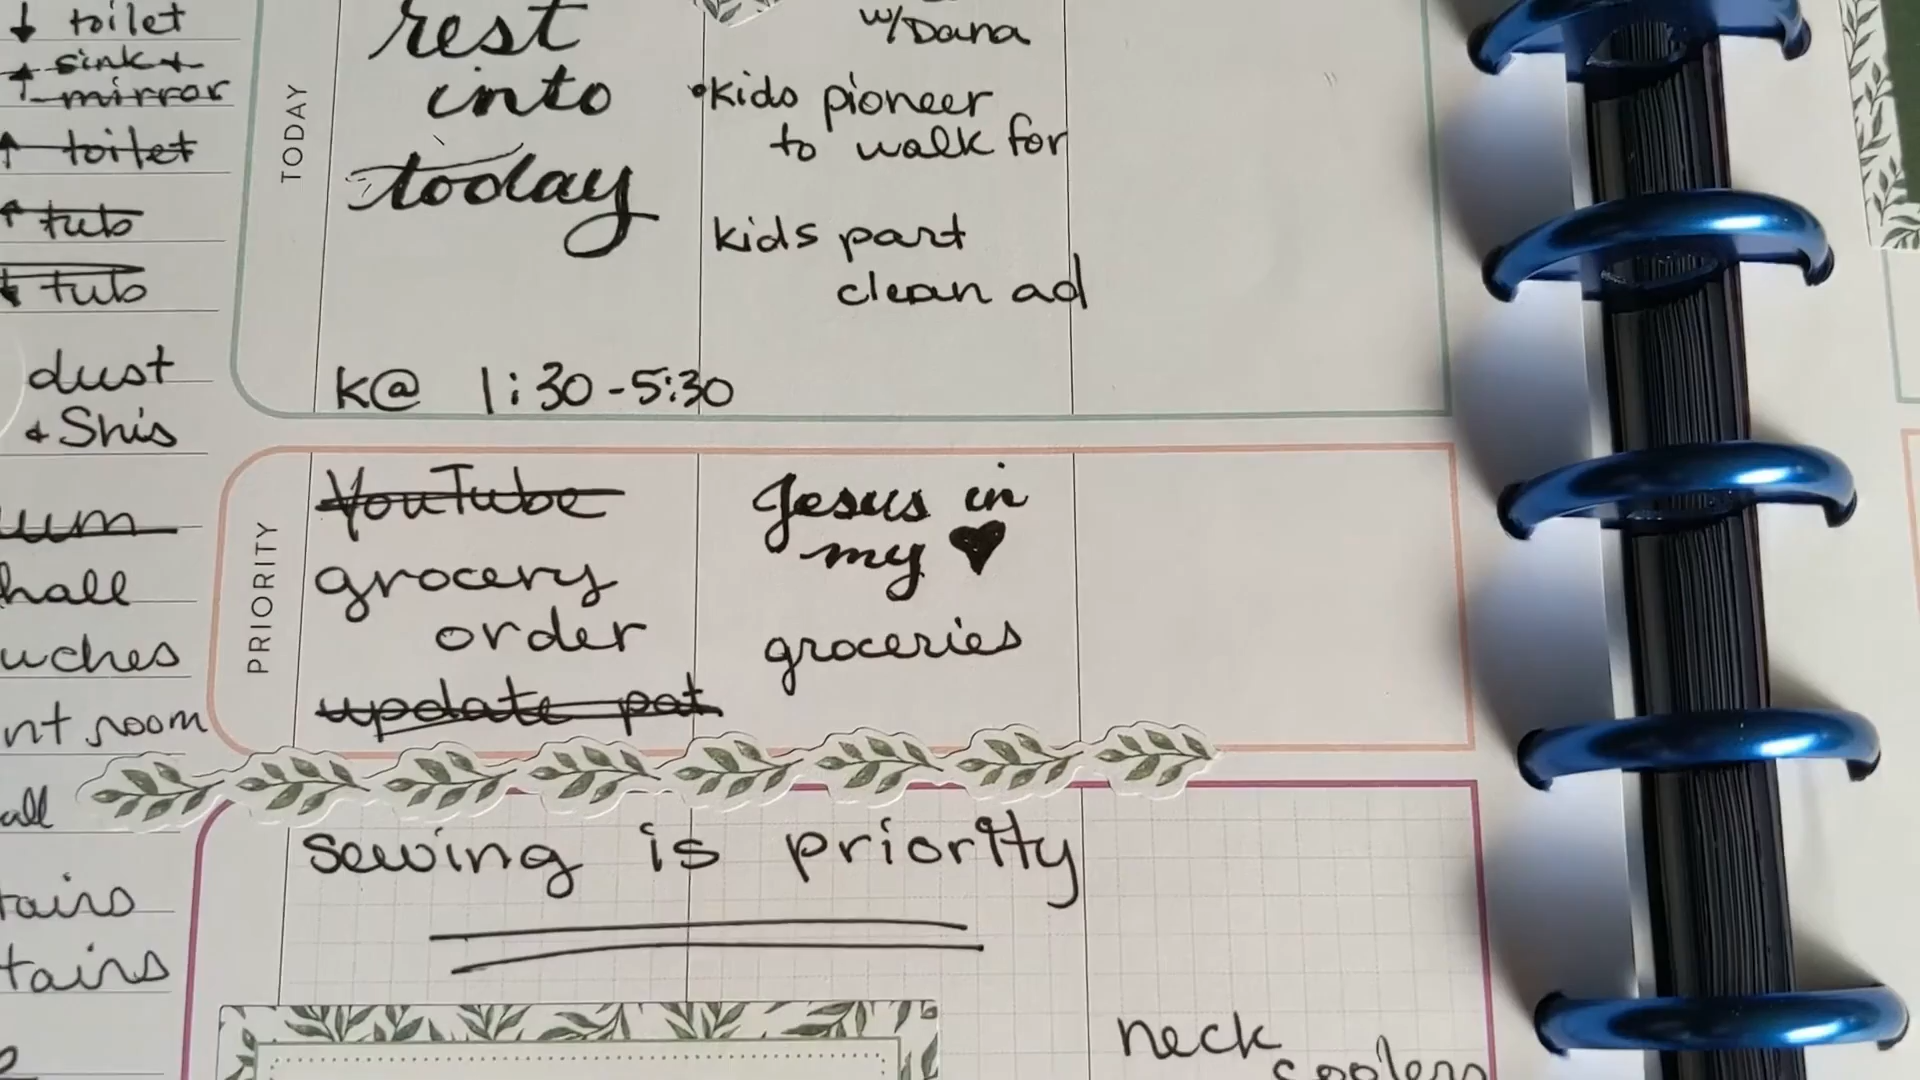 toilet
sink +
mirror
toilet
tub
tub
dust
+ Shis
hall
uches
nt room
all
tairs
tairs
TODAY
rest
into
today
K@ 1:30-5:30
w/Dana
•kids pioneer
to walk for
kids part
clean ad
PRIORITY
YouTube
grocery
order
update pat
Jesus in
my ♥
groceries
sewing is priority
neck
coolers